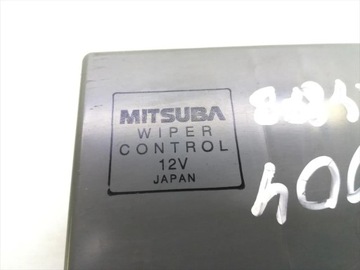 MITSUBA
WIPER
CONTROL
12V
JAPAN